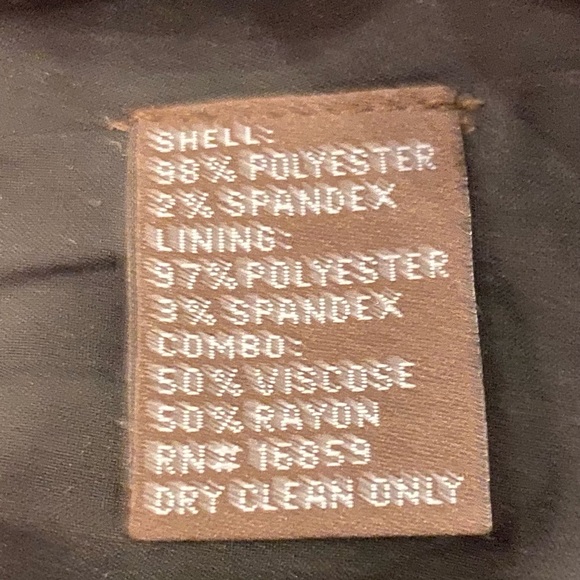 SHELL:
98% POLYESTER
2% SPANDEX
LINING:
97% POLYESTER
3% SPANDEX
COMBO:
50% VISCOSE
50% RAYON
RN# 16859
DRY CLEAN ONLY